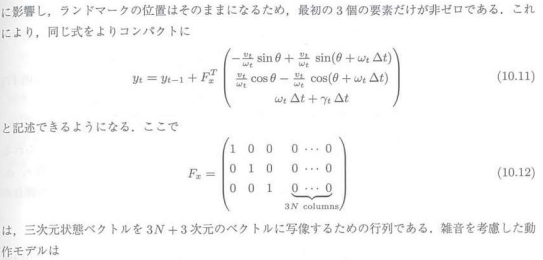 に影響し，ランドマークの位置はそのままになるため，最初の3個の要素だけが非ゼロである．これ
により，同じ式をよりコンパクトに
y_t = y_{t-1} + F_x^T \begin{pmatrix} -\frac{v_t}{\omega_t} \sin\theta + \frac{v_t}{\omega_t} \sin(\theta + \omega_t \Delta t) \\ \frac{v_t}{\omega_t} \cos\theta - \frac{v_t}{\omega_t} \cos(\theta + \omega_t \Delta t) \\ \omega_t \Delta t + \gamma_t \Delta t \end{pmatrix} (10.11)
と記述できるようになる．ここで
F_x = \begin{pmatrix} 1 & 0 & 0 & 0 \cdots 0 \\ 0 & 1 & 0 & 0 \cdots 0 \\ 0 & 0 & 1 & \underbrace{0 \cdots 0}_{3N \text{ columns}} \end{pmatrix} (10.12)
は，三次元状態ベクトルを 3N + 3 次元のベクトルに写像するための行列である．雑音を考慮した動
作モデルは